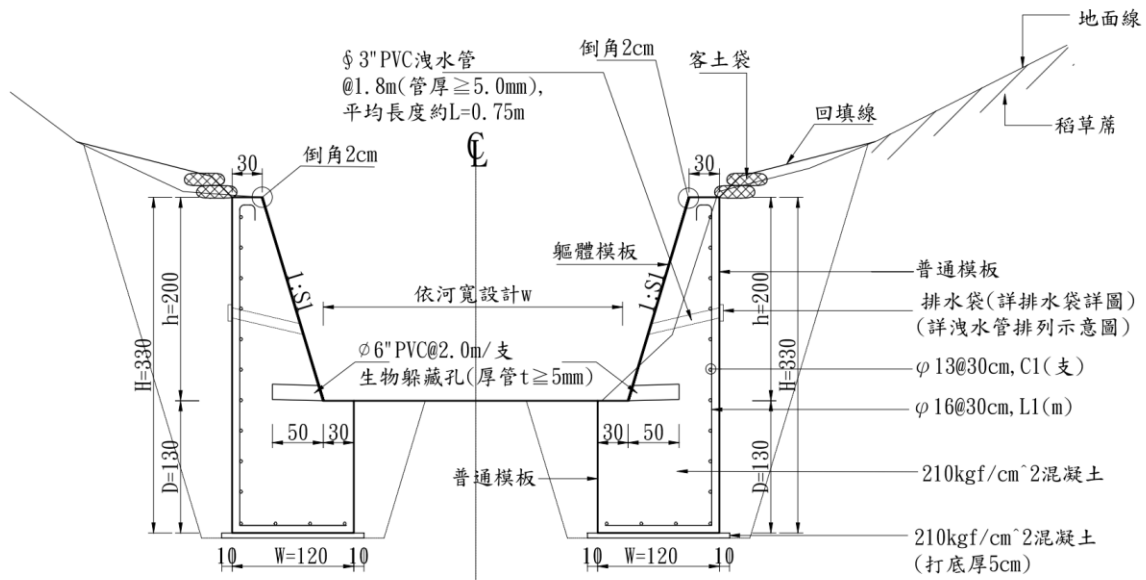 地面線
§ 3"PVC洩水管
@1.8m(管厚≧5.0mm),
平均長度約L=0.75m
倒角2cm
客土袋
回填線
稻草蓆
℄
30
倒角2cm
30
1:S1
1:S1
軀體模板
依河寬設計w
普通模板
排水袋(詳排水袋詳圖)
(詳洩水管排列示意圖)
h=200
H=330
h=200
H=330
∅6"PVC@2.0m/支
生物躲藏孔(厚管t≧5mm)
φ13@30cm,C1(支)
φ16@30cm,L1(m)
50
30
30
50
D=130
D=130
普通模板
210kgf/cm^2混凝土
210kgf/cm^2混凝土
(打底厚5cm)
10
W=120
10
10
W=120
10